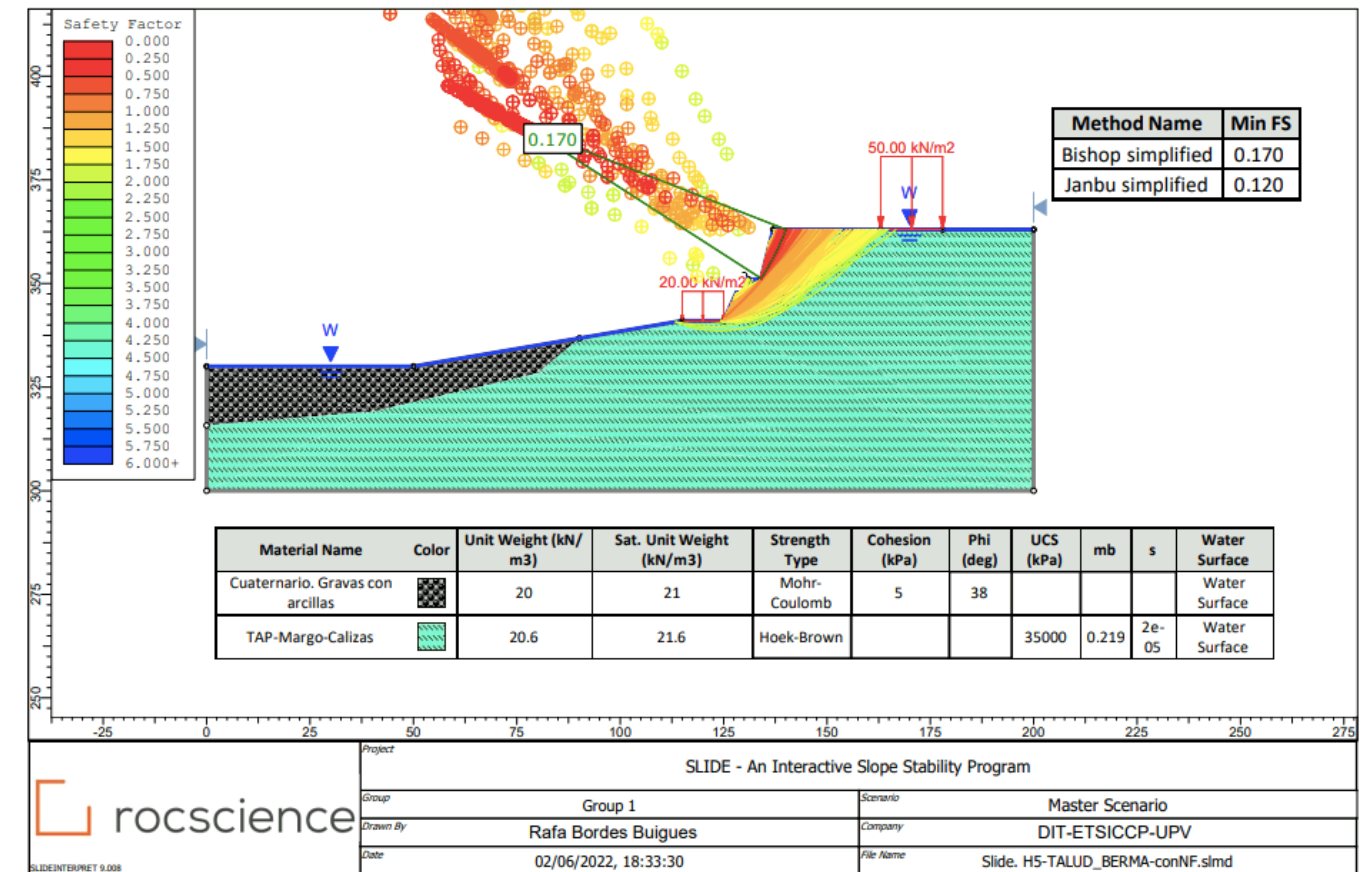 Safety Factor
0.000
0.250
0.500
0.750
1.000
1.250
1.500
1.750
2.000
2.250
2.500
2.750
3.000
3.250
3.500
3.750
4.000
4.250
4.500
4.750
5.000
5.250
5.500
5.750
6.000+
0.170
50.00 kN/m2
W
20.00 kN/m2
W
Method Name Min FS
Bishop simplified 0.170
Janbu simplified 0.120
400
375
350
325
300
275
250
Material Name Color Unit Weight (kN/ Sat. Unit Weight Strength Cohesion Phi UCS mb s Water
m3) (kN/m3) Type (kPa) (deg) (kPa) Surface
Cuaternario. Gravas con 20 21 Mohr- 5 38 Water
arcillas Coulomb Surface
TAP-Margo-Calizas 20.6 21.6 Hoek-Brown 35000 0.219 2e- Water
05 Surface
-25 0 25 50 75 100 125 150 175 200 225 250 275
Project
SLIDE - An Interactive Slope Stability Program
Group Group 1 Scenario Master Scenario
rocscience
Drawn By Rafa Bordes Buigues Company DIT-ETSICCP-UPV
Date 02/06/2022, 18:33:30 File Name Slide. H5-TALUD_BERMA-conNF.slmd
SLIDEINTERPRET 9.008